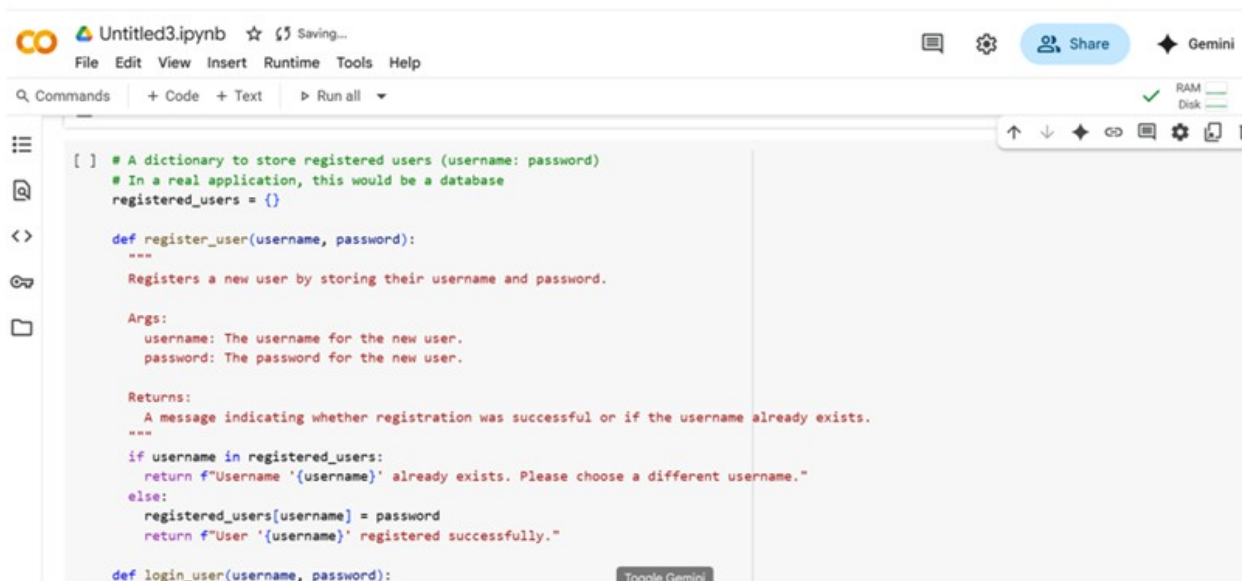 CO
Untitled3.ipynb Saving...
File Edit View Insert Runtime Tools Help
Share
Gemini
Commands + Code + Text Run all
RAM
Disk
[ ] # A dictionary to store registered users (username: password)
# In a real application, this would be a database
registered_users = {}
def register_user(username, password):
"""
Registers a new user by storing their username and password.
Args:
username: The username for the new user.
password: The password for the new user.
Returns:
A message indicating whether registration was successful or if the username already exists.
"""
if username in registered_users:
return f"Username '{username}' already exists. Please choose a different username."
else:
registered_users[username] = password
return f"User '{username}' registered successfully."
def login_user(username, password):
Toggle Gemini